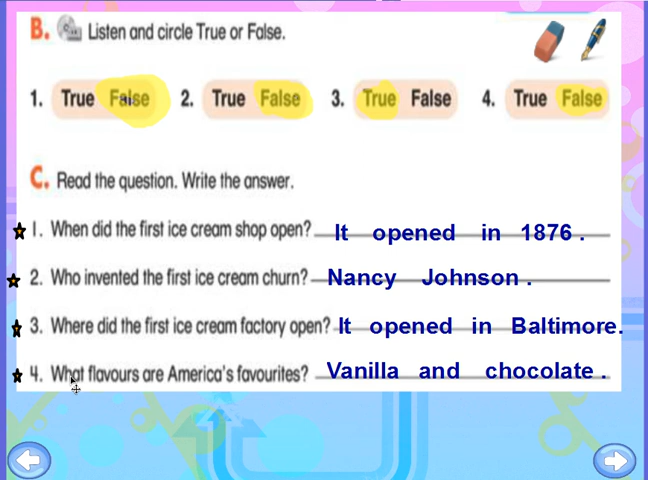 B. Listen and circle True or False.
1. True False 2. True False 3. True False 4. True False
C. Read the question. Write the answer.
1. When did the first ice cream shop open? It opened in 1876 .
2. Who invented the first ice cream churn? Nancy Johnson .
3. Where did the first ice cream factory open? It opened in Baltimore.
4. What flavours are America's favourites? Vanilla and chocolate .